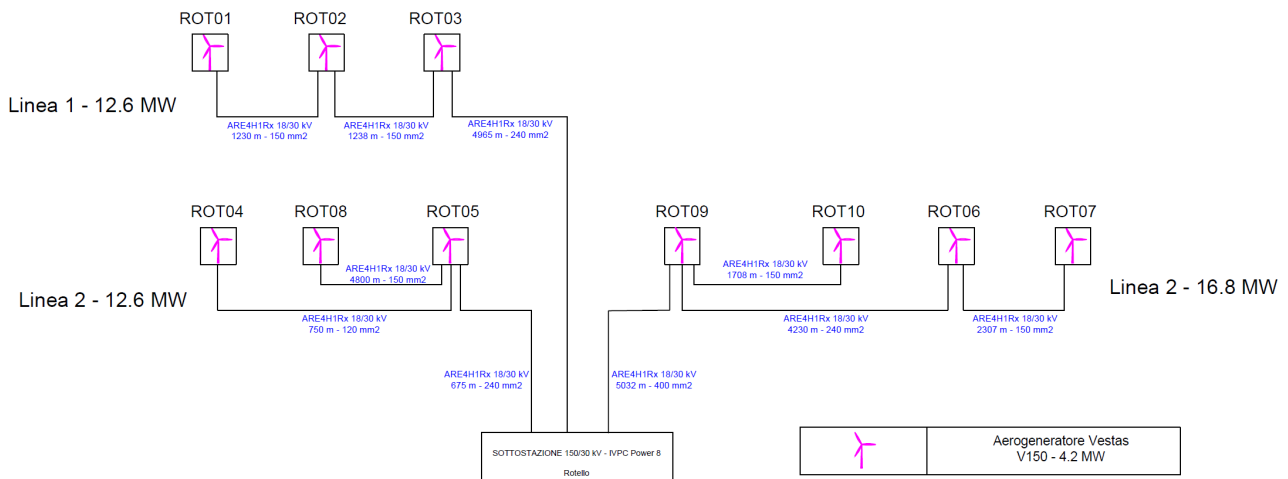 ROT01
ROT02
ROT03
Linea 1 - 12.6 MW
ARE4H1Rx 18/30 kV
1230 m - 150 mm2
ARE4H1Rx 18/30 kV
1238 m - 150 mm2
ARE4H1Rx 18/30 kV
4965 m - 240 mm2
ROT04
ROT08
ROT05
ROT09
ROT10
ROT06
ROT07
ARE4H1Rx 18/30 kV
4800 m - 150 mm2
ARE4H1Rx 18/30 kV
1708 m - 150 mm2
Linea 2 - 12.6 MW
Linea 2 - 16.8 MW
ARE4H1Rx 18/30 kV
750 m - 120 mm2
ARE4H1Rx 18/30 kV
4230 m - 240 mm2
ARE4H1Rx 18/30 kV
2307 m - 150 mm2
ARE4H1Rx 18/30 kV
675 m - 240 mm2
ARE4H1Rx 18/30 kV
5032 m - 400 mm2
SOTTOSTAZIONE 150/30 kV - IVPC Power 8
Rotello
Aerogeneratore Vestas
V150 - 4.2 MW